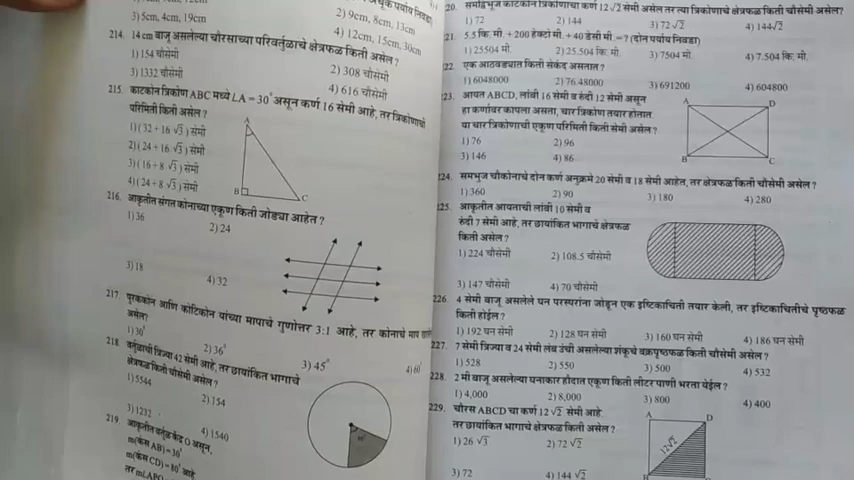 3) 5cm, 4cm, 19cm
2) 9cm, 8cm, 13cm
4) 12cm, 15cm, 30cm
214. 14 cm बाजू असलेल्या चौरसाच्या परिवर्तुळाचे क्षेत्रफळ किती असेल ?
1) 154 चौसेमी
2) 308 चौसेमी
3) 1332 चौसेमी
4) 616 चौसेमी
215. काटकोन त्रिकोण ABC मध्ये ∠A = 30° असून कर्ण 16 सेमी आहे, तर त्रिकोणाची
परिमिती किती असेल ?
1) (32 + 16 √3) सेमी
2) (24 + 16 √3) सेमी
3) (16 + 8 √3) सेमी
4) (24 + 8 √3) सेमी
A
B
C
216. आकृतीत संगत कोनाच्या एकूण किती जोड्या आहेत ?
1) 36
2) 24
3) 18
4) 32
217. पुरककोन आणि कोटिकोन यांच्या मापाचे गुणोत्तर 3:1 आहे, तर कोनाचे माप
असेल?
1) 30°
2) 36°
3) 45°
4) 60°
218. वर्तुळाची त्रिज्या 42 सेमी आहे, तर छायांकित भागाचे
क्षेत्रफळ किती चौसेमी असेल ?
1) 5544
2) 154
3) 1232
4) 1540
219. आकृतीत वर्तुळ केंद्र O असून,
m(कंस AB) = 36°
m(कंस CD) = 80° आहे
20. समद्विभुज काटकोन त्रिकोणाचा कर्ण 12√2 सेमी असेल तर त्या त्रिकोणाचे क्षेत्रफळ किती चौसेमी असेल?
1) 72
2) 144
3) 72√2
4) 144√2
21. 5.5 कि. मी. + 200 हेक्टो मी. + 40 डेसी मी. = ? (दोन पर्याय निवडा)
1) 25504 मी.
2) 25.504 कि. मी.
3) 7504 मी.
4) 7.504 कि. मी.
22. एक आठवड्यात किती सेकंद असतात ?
1) 6048000
2) 76.48000
3) 691200
4) 604800
23. आयत ABCD, लांबी 16 सेमी व रुंदी 12 सेमी असून
हा कर्णावर कापला असता, चार त्रिकोण तयार होतात
या चार त्रिकोणाची एकूण परिमिती किती सेमी असेल ?
1) 76
2) 96
3) 146
4) 86
A
D
B
C
24. समभुज चौकोनाचे दोन कर्ण अनुक्रमे 20 सेमी व 18 सेमी आहेत, तर क्षेत्रफळ किती चौसेमी असेल ?
1) 360
2) 90
3) 180
4) 280
25. आकृतीत आयताची लांबी 10 सेमी व
रुंदी 7 सेमी आहे, तर छायांकित भागाचे क्षेत्रफळ
किती असेल ?
1) 224 चौसेमी
2) 108.5 चौसेमी
3) 147 चौसेमी
4) 70 चौसेमी
226. 4 सेमी बाजू असलेले घन परस्परांना जोडून एक इष्टिकाचिती तयार केली, तर इष्टिकाचितीचे पृष्ठफळ
किती होईल ?
1) 192 घन सेमी
2) 128 घन सेमी
3) 160 घन सेमी
4) 186 घन सेमी
227. 7 सेमी त्रिज्या व 24 सेमी लंब उंची असलेल्या शंकूचे वक्रपृष्ठफळ किती चौसेमी असेल ?
1) 528
2) 550
3) 500
4) 532
228. 2 मी बाजू असलेल्या घनाकार हौदात एकूण किती लीटर पाणी भरता येईल ?
1) 4,000
2) 8,000
3) 800
4) 400
229. चौरस ABCD चा कर्ण 12√2 सेमी आहे.
तर छायांकित भागाचे क्षेत्रफळ किती असेल ?
1) 26 √3
2) 72 √2
3) 72
4) 144 √2
A
D
12√2